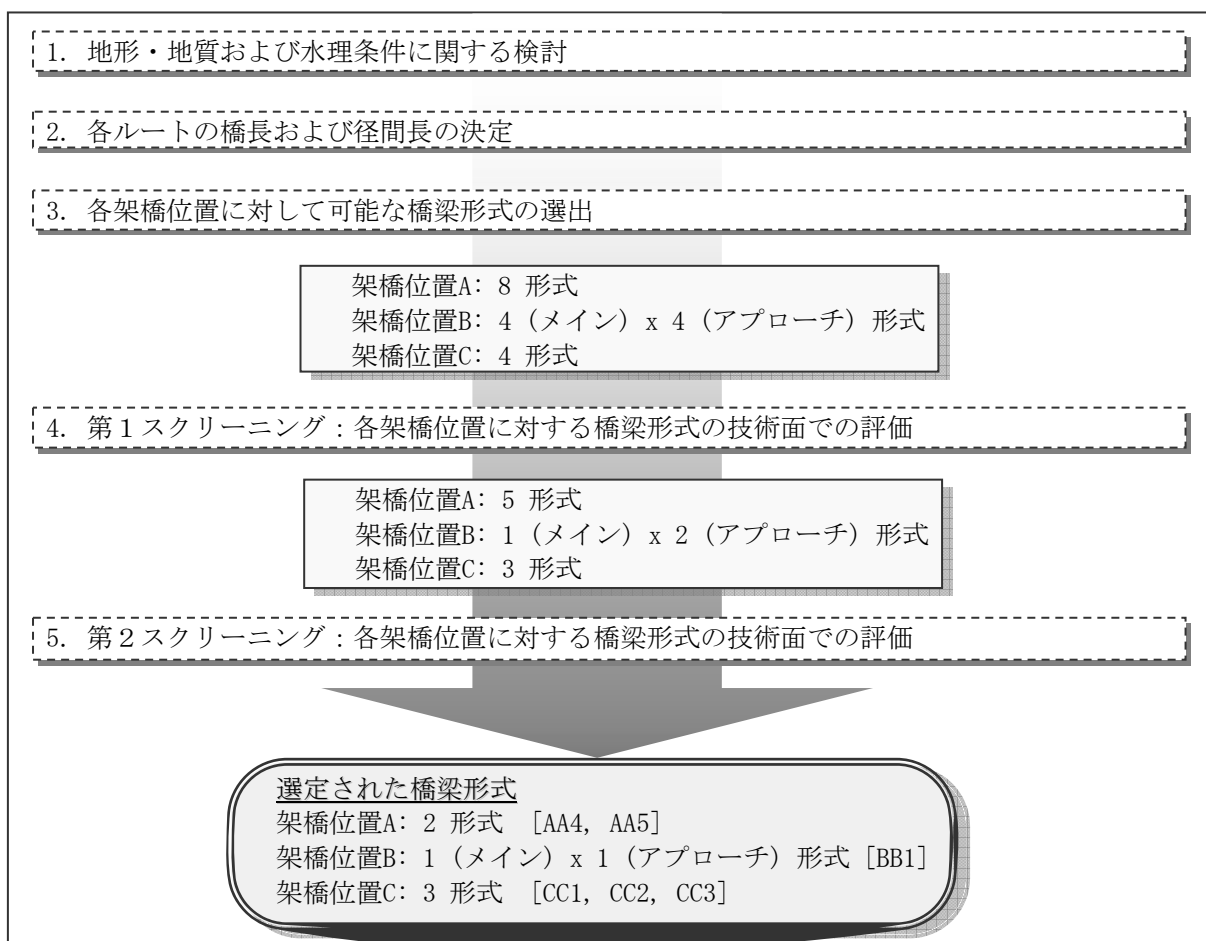 1. 地形・地質および水理条件に関する検討
2. 各ルートの橋長および径間長の決定
3. 各架橋位置に対して可能な橋梁形式の選出
架橋位置A: 8 形式
架橋位置B: 4 (メイン) x 4 (アプローチ) 形式
架橋位置C: 4 形式
4. 第１スクリーニング：各架橋位置に対する橋梁形式の技術面での評価
架橋位置A: 5 形式
架橋位置B: 1 (メイン) x 2 (アプローチ) 形式
架橋位置C: 3 形式
5. 第２スクリーニング：各架橋位置に対する橋梁形式の技術面での評価
選定された橋梁形式
架橋位置A: 2 形式 [AA4, AA5]
架橋位置B: 1 (メイン) x 1 (アプローチ) 形式 [BB1]
架橋位置C: 3 形式 [CC1, CC2, CC3]